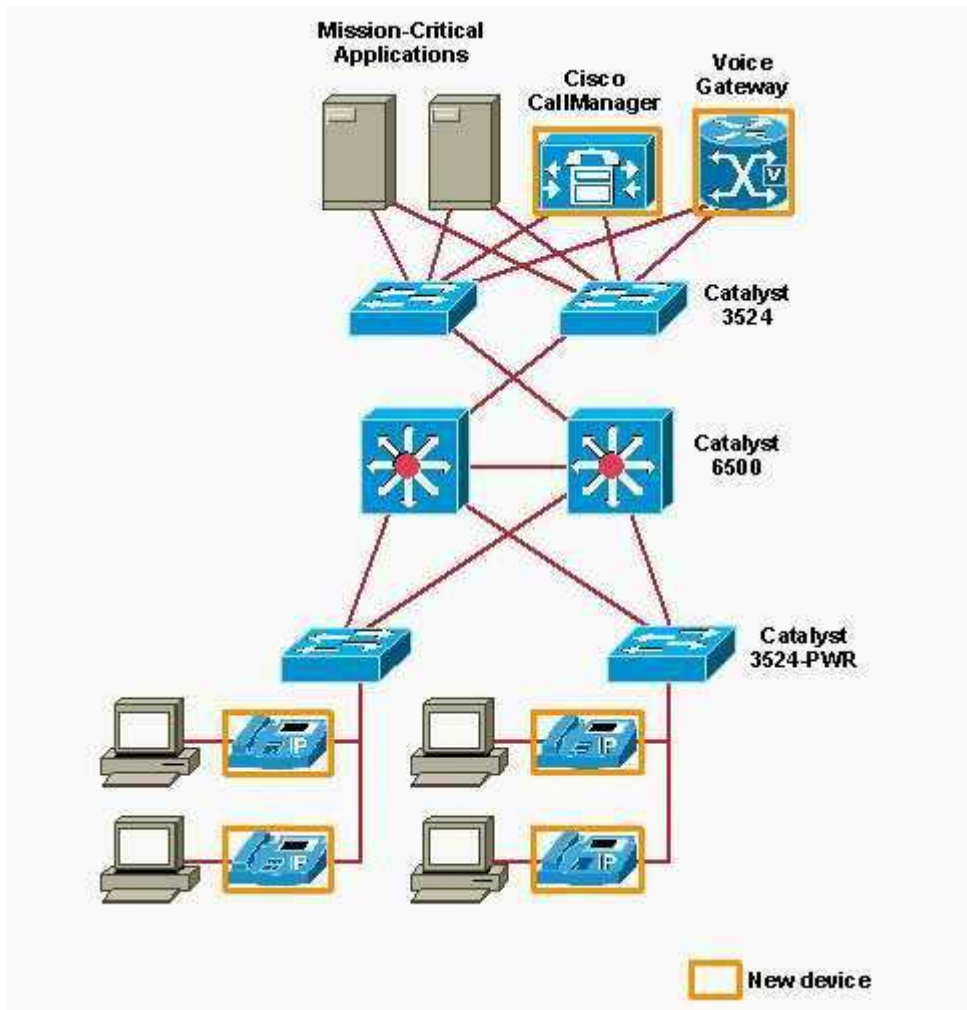 Mission-Critical
Applications
Cisco
CallManager
Voice
Gateway
V
Catalyst
3524
Catalyst
6500
Catalyst
3524-PWR
IP
IP
IP
IP
New device